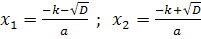 x₁ = (−k−√D)/a ; x₂ = (−k+√D)/a